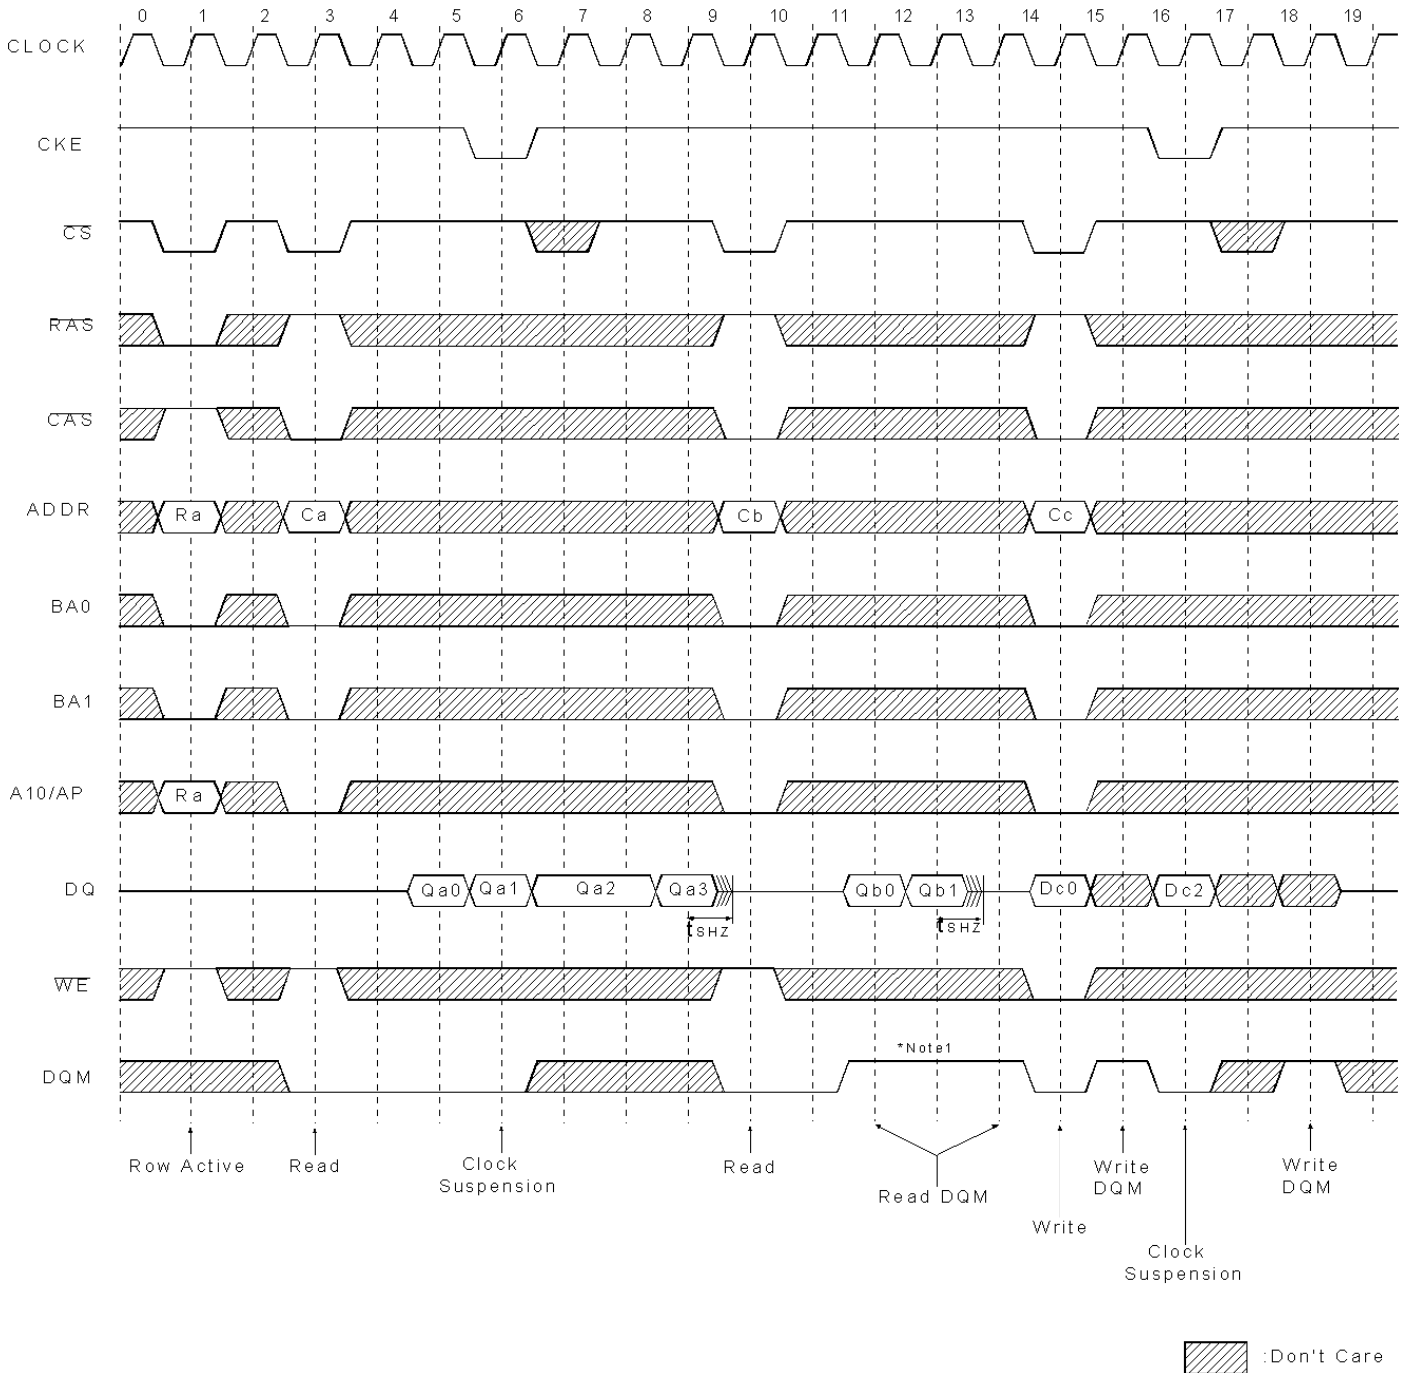 0 1 2 3 4 5 6 7 8 9 10 11 12 13 14 15 16 17 18 19
CLOCK
CKE
CS
RAS
CAS
ADDR Ra Ca Cb Cc
BA0
BA1
A10/AP Ra
DQ Qa0 Qa1 Qa2 Qa3 Qb0 Qb1 Dc0 Dc2
tSHZ tSHZ
WE
*Note1
DQM
Row Active Read Clock Read Write Write
Suspension DQM DQM
Read DQM
Write
Clock
Suspension
:Don't Care